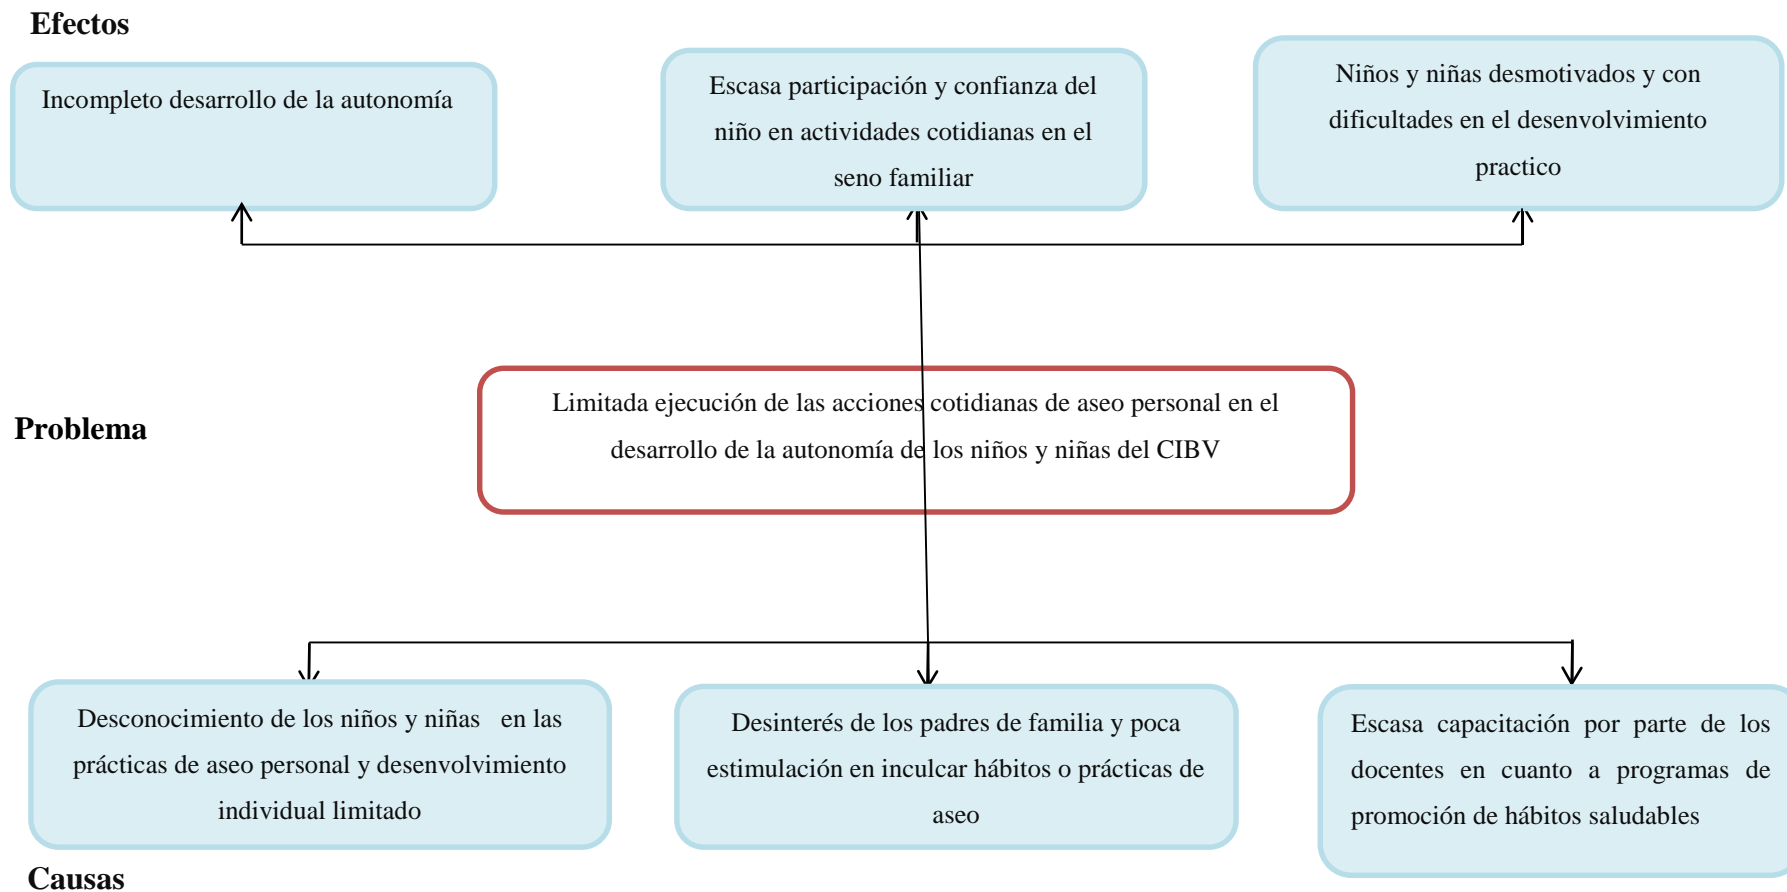 Efectos
Incompleto desarrollo de la autonomía
Escasa participación y confianza del
niño en actividades cotidianas en el
seno familiar
Niños y niñas desmotivados y con
dificultades en el desenvolvimiento
practico
Problema
Limitada ejecución de las acciones cotidianas de aseo personal en el
desarrollo de la autonomía de los niños y niñas del CIBV
Desconocimiento de los niños y niñas en las
prácticas de aseo personal y desenvolvimiento
individual limitado
Desinterés de los padres de familia y poca
estimulación en inculcar hábitos o prácticas de
aseo
Escasa capacitación por parte de los
docentes en cuanto a programas de
promoción de hábitos saludables
Causas